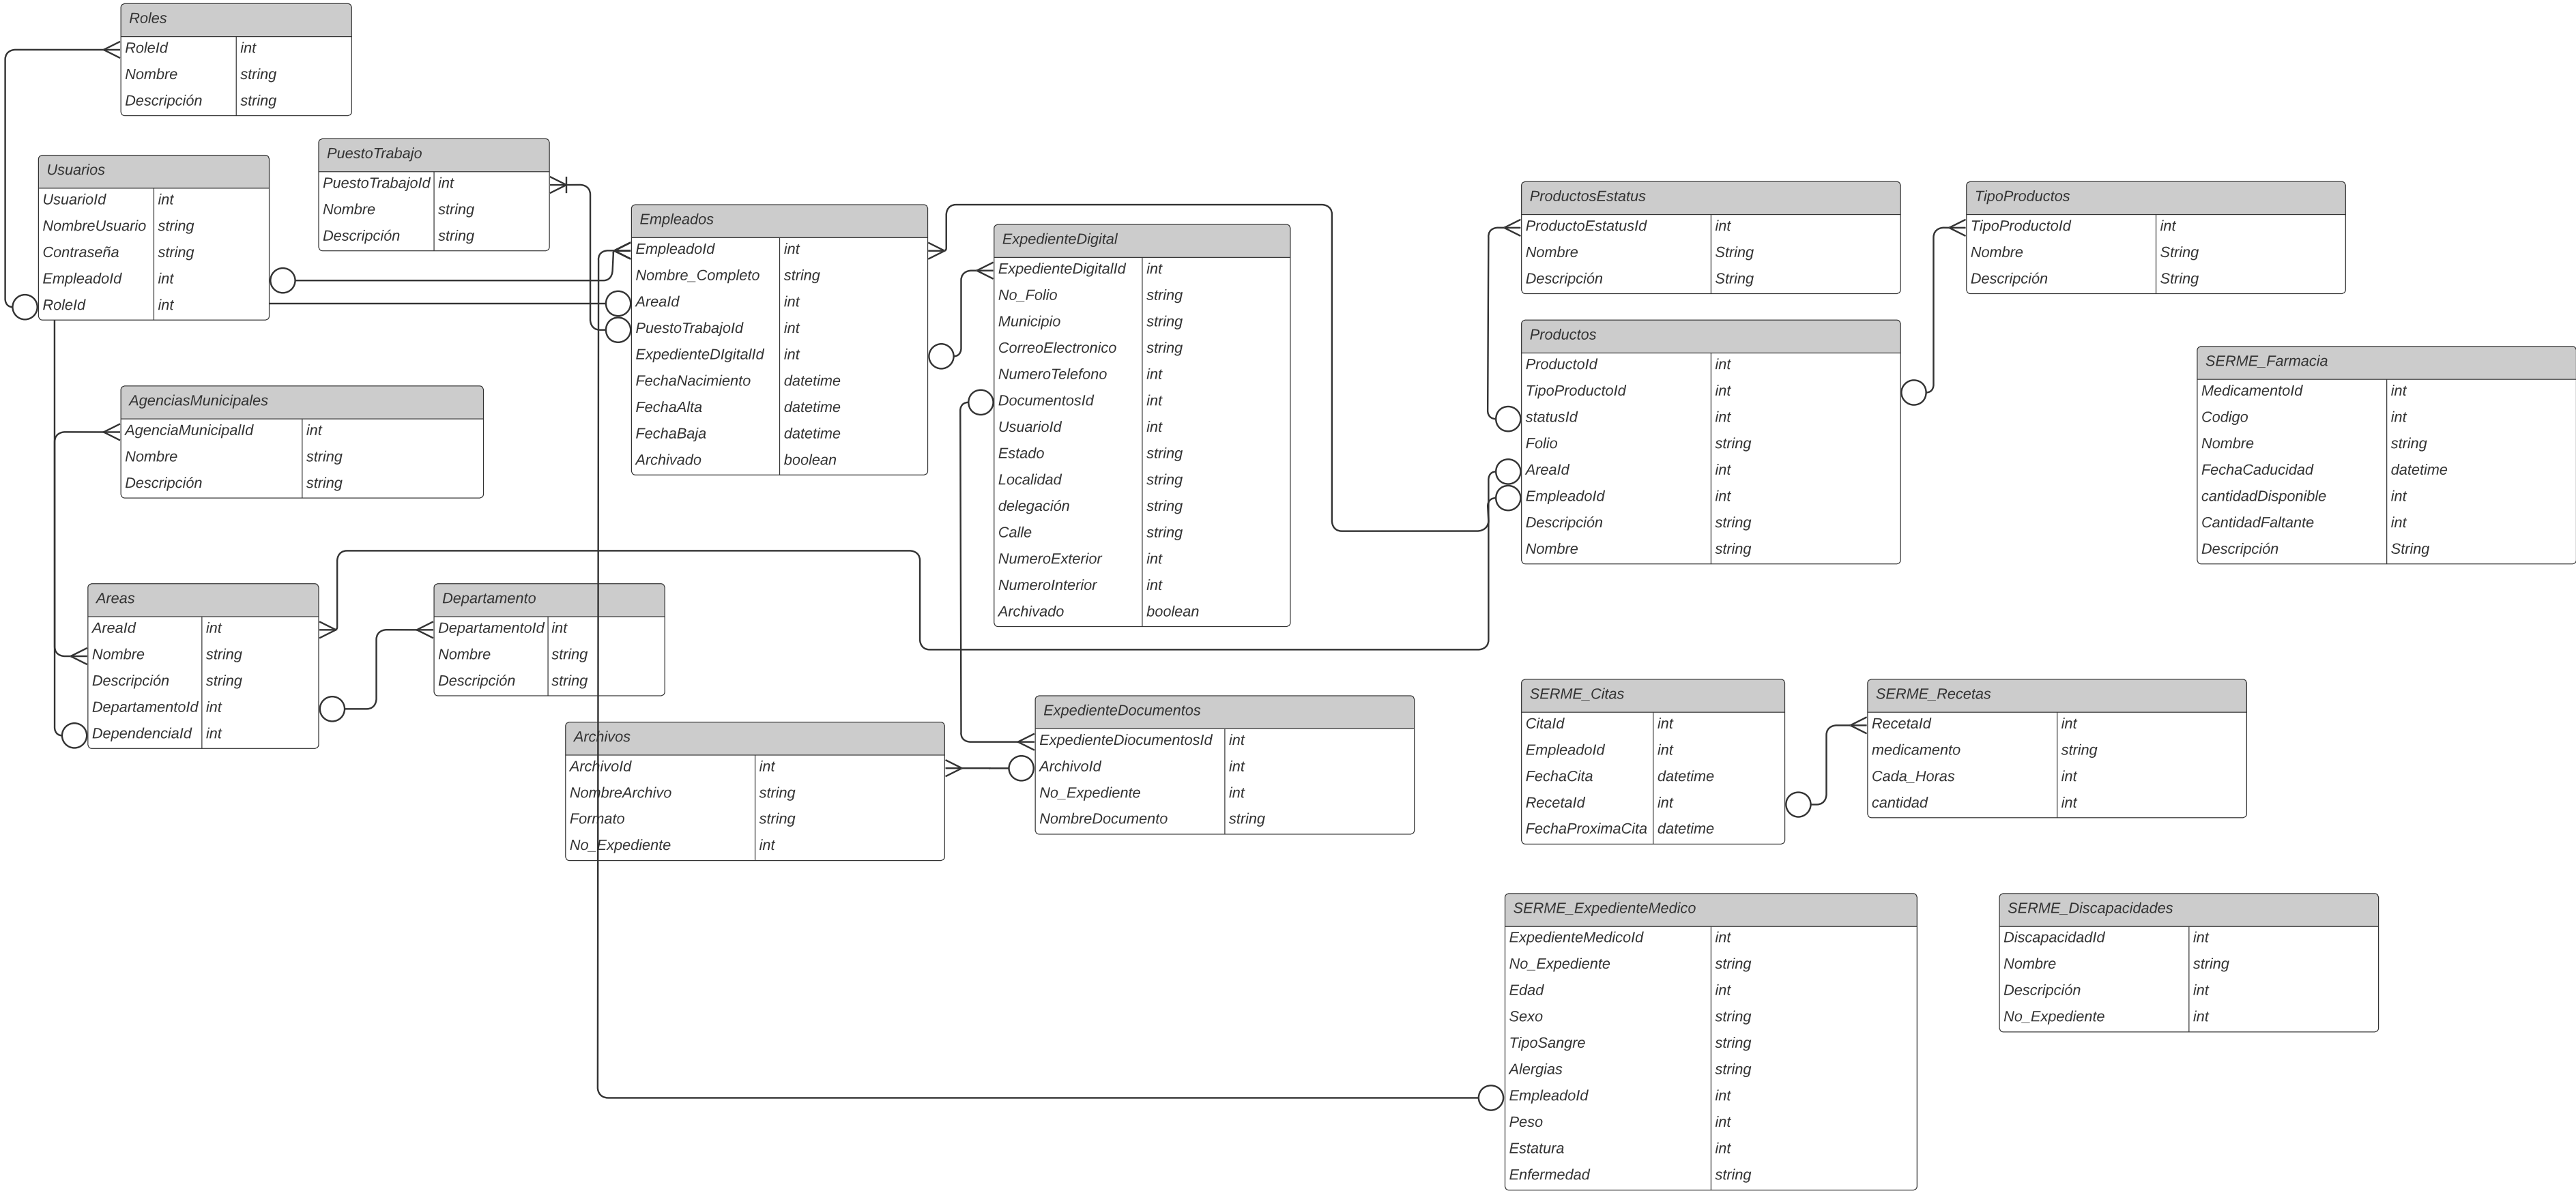 Roles
RoleId int
Nombre string
Descripción string
Usuarios
UsuarioId int
NombreUsuario string
Contraseña string
EmpleadoId int
RoleId int
PuestoTrabajo
PuestoTrabajoId int
Nombre string
Descripción string
Empleados
EmpleadoId int
Nombre_Completo string
AreaId int
PuestoTrabajoId int
ExpedienteDIgitalId int
FechaNacimiento datetime
FechaAlta datetime
FechaBaja datetime
Archivado boolean
ExpedienteDigital
ExpedienteDigitalId int
No_Folio string
Municipio string
CorreoElectronico string
NumeroTelefono int
DocumentosId int
UsuarioId int
Estado string
Localidad string
delegación string
Calle string
NumeroExterior int
NumeroInterior int
Archivado boolean
ProductosEstatus
ProductoEstatusId int
Nombre String
Descripción String
TipoProductos
TipoProductoId int
Nombre String
Descripción String
Productos
ProductoId int
TipoProductoId int
statusId int
Folio string
AreaId int
EmpleadoId int
Descripción string
Nombre string
SERME_Farmacia
MedicamentoId int
Codigo int
Nombre string
FechaCaducidad datetime
cantidadDisponible int
CantidadFaltante int
Descripción String
AgenciasMunicipales
AgenciaMunicipalId int
Nombre string
Descripción string
Areas
AreaId int
Nombre string
Descripción string
DepartamentoId int
DependenciaId int
Departamento
DepartamentoId int
Nombre string
Descripción string
Archivos
ArchivoId int
NombreArchivo string
Formato string
No_Expediente int
ExpedienteDocumentos
ExpedienteDiocumentosId int
ArchivoId int
No_Expediente int
NombreDocumento string
SERME_Citas
CitaId int
EmpleadoId int
FechaCita datetime
RecetaId int
FechaProximaCita datetime
SERME_Recetas
RecetaId int
medicamento string
Cada_Horas int
cantidad int
SERME_ExpedienteMedico
ExpedienteMedicoId int
No_Expediente string
Edad int
Sexo string
TipoSangre string
Alergias string
EmpleadoId int
Peso int
Estatura int
Enfermedad string
SERME_Discapacidades
DiscapacidadId int
Nombre string
Descripción int
No_Expediente int